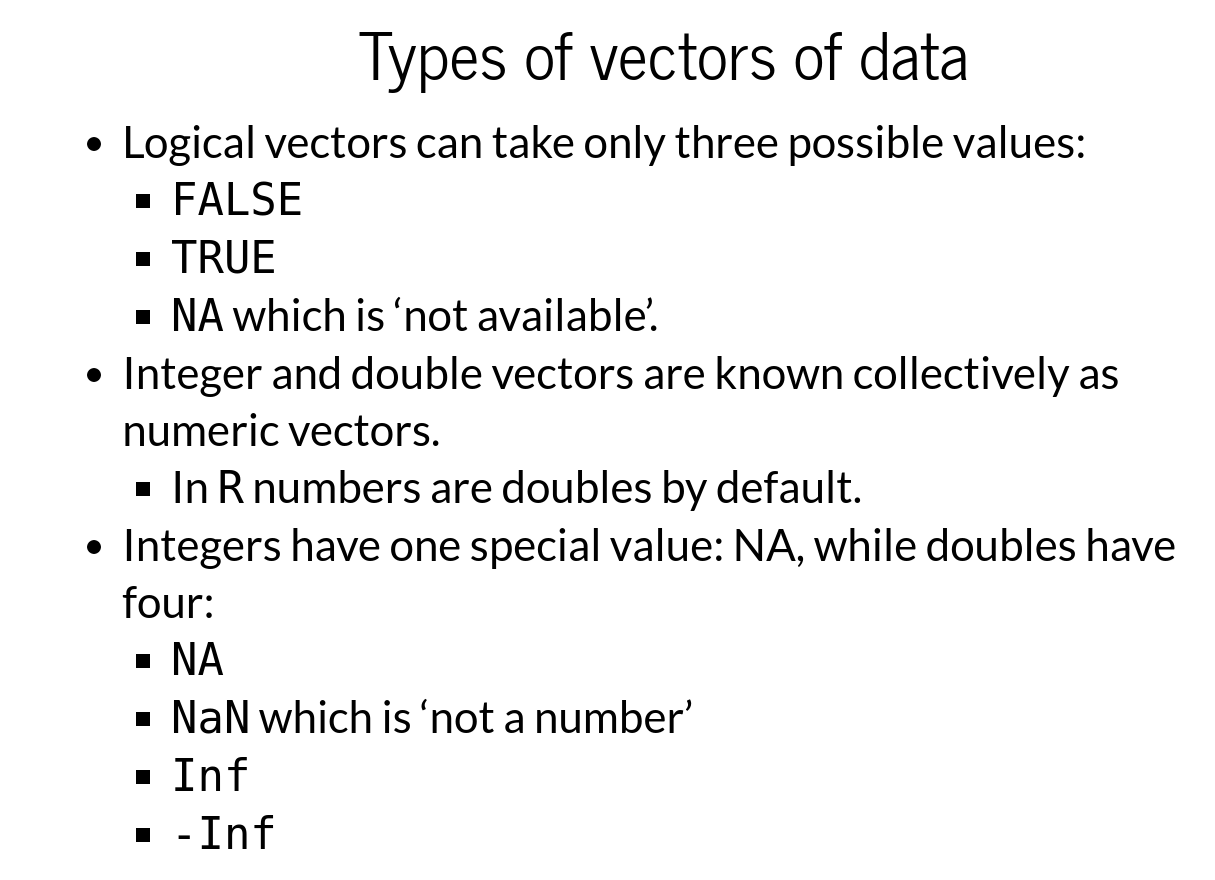 Types of vectors of data
• Logical vectors can take only three possible values:
▪ FALSE
▪ TRUE
▪ NA which is ‘not available’.
• Integer and double vectors are known collectively as
numeric vectors.
▪ In R numbers are doubles by default.
• Integers have one special value: NA, while doubles have
four:
▪ NA
▪ NaN which is ‘not a number’
▪ Inf
▪ -Inf